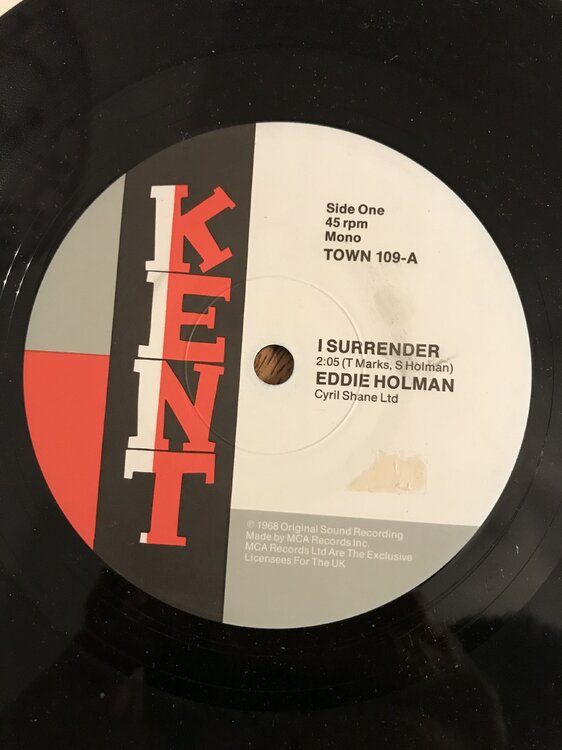 KENT
Side One
45 rpm
Mono
TOWN 109-A
I SURRENDER
2:05 (T Marks, S Holman)
EDDIE HOLMAN
Cyril Shane Ltd
℗ 1968 Original Sound Recording
Made by MCA Records Inc.
MCA Records Ltd Are The Exclusive
Licensees For The UK